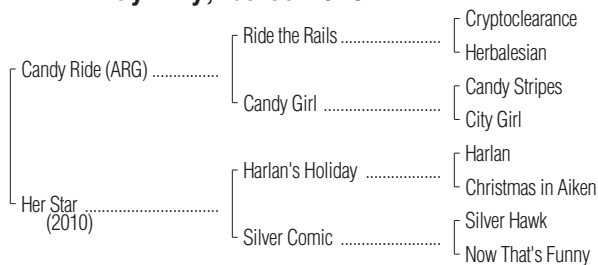 Cryptoclearance
Ride the Rails
Herbalesian
Candy Ride (ARG)
Candy Stripes
Candy Girl
City Girl
Harlan
Harlan's Holiday
Christmas in Aiken
Her Star
(2010)
Silver Hawk
Silver Comic
Now That's Funny